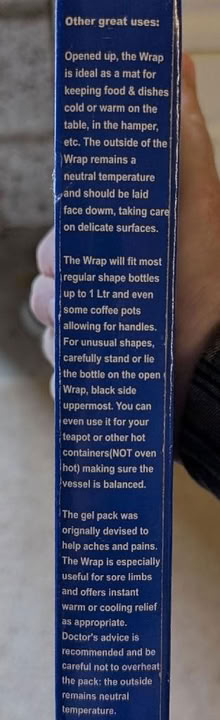 Other great uses:
Opened up, the Wrap
is ideal as a mat for
keeping food & dishes
cold or warm on the
table, in the hamper,
etc. The outside of the
Wrap remains a
neutral temperature
and should be laid
face dowm, taking care
on delicate surfaces.
The Wrap will fit most
regular shape bottles
up to 1 Ltr and even
some coffee pots
allowing for handles.
For unusual shapes,
carefully stand or lie
the bottle on the open
Wrap, black side
uppermost. You can
even use it for your
teapot or other hot
containers(NOT oven
hot) making sure the
vessel is balanced.
The gel pack was
orignally devised to
help aches and pains.
The Wrap is especially
useful for sore limbs
and offers instant
warm or cooling relief
as appropriate.
Doctor's advice is
recommended and be
careful not to overheat
the pack: the outside
remains neutral
temperature.